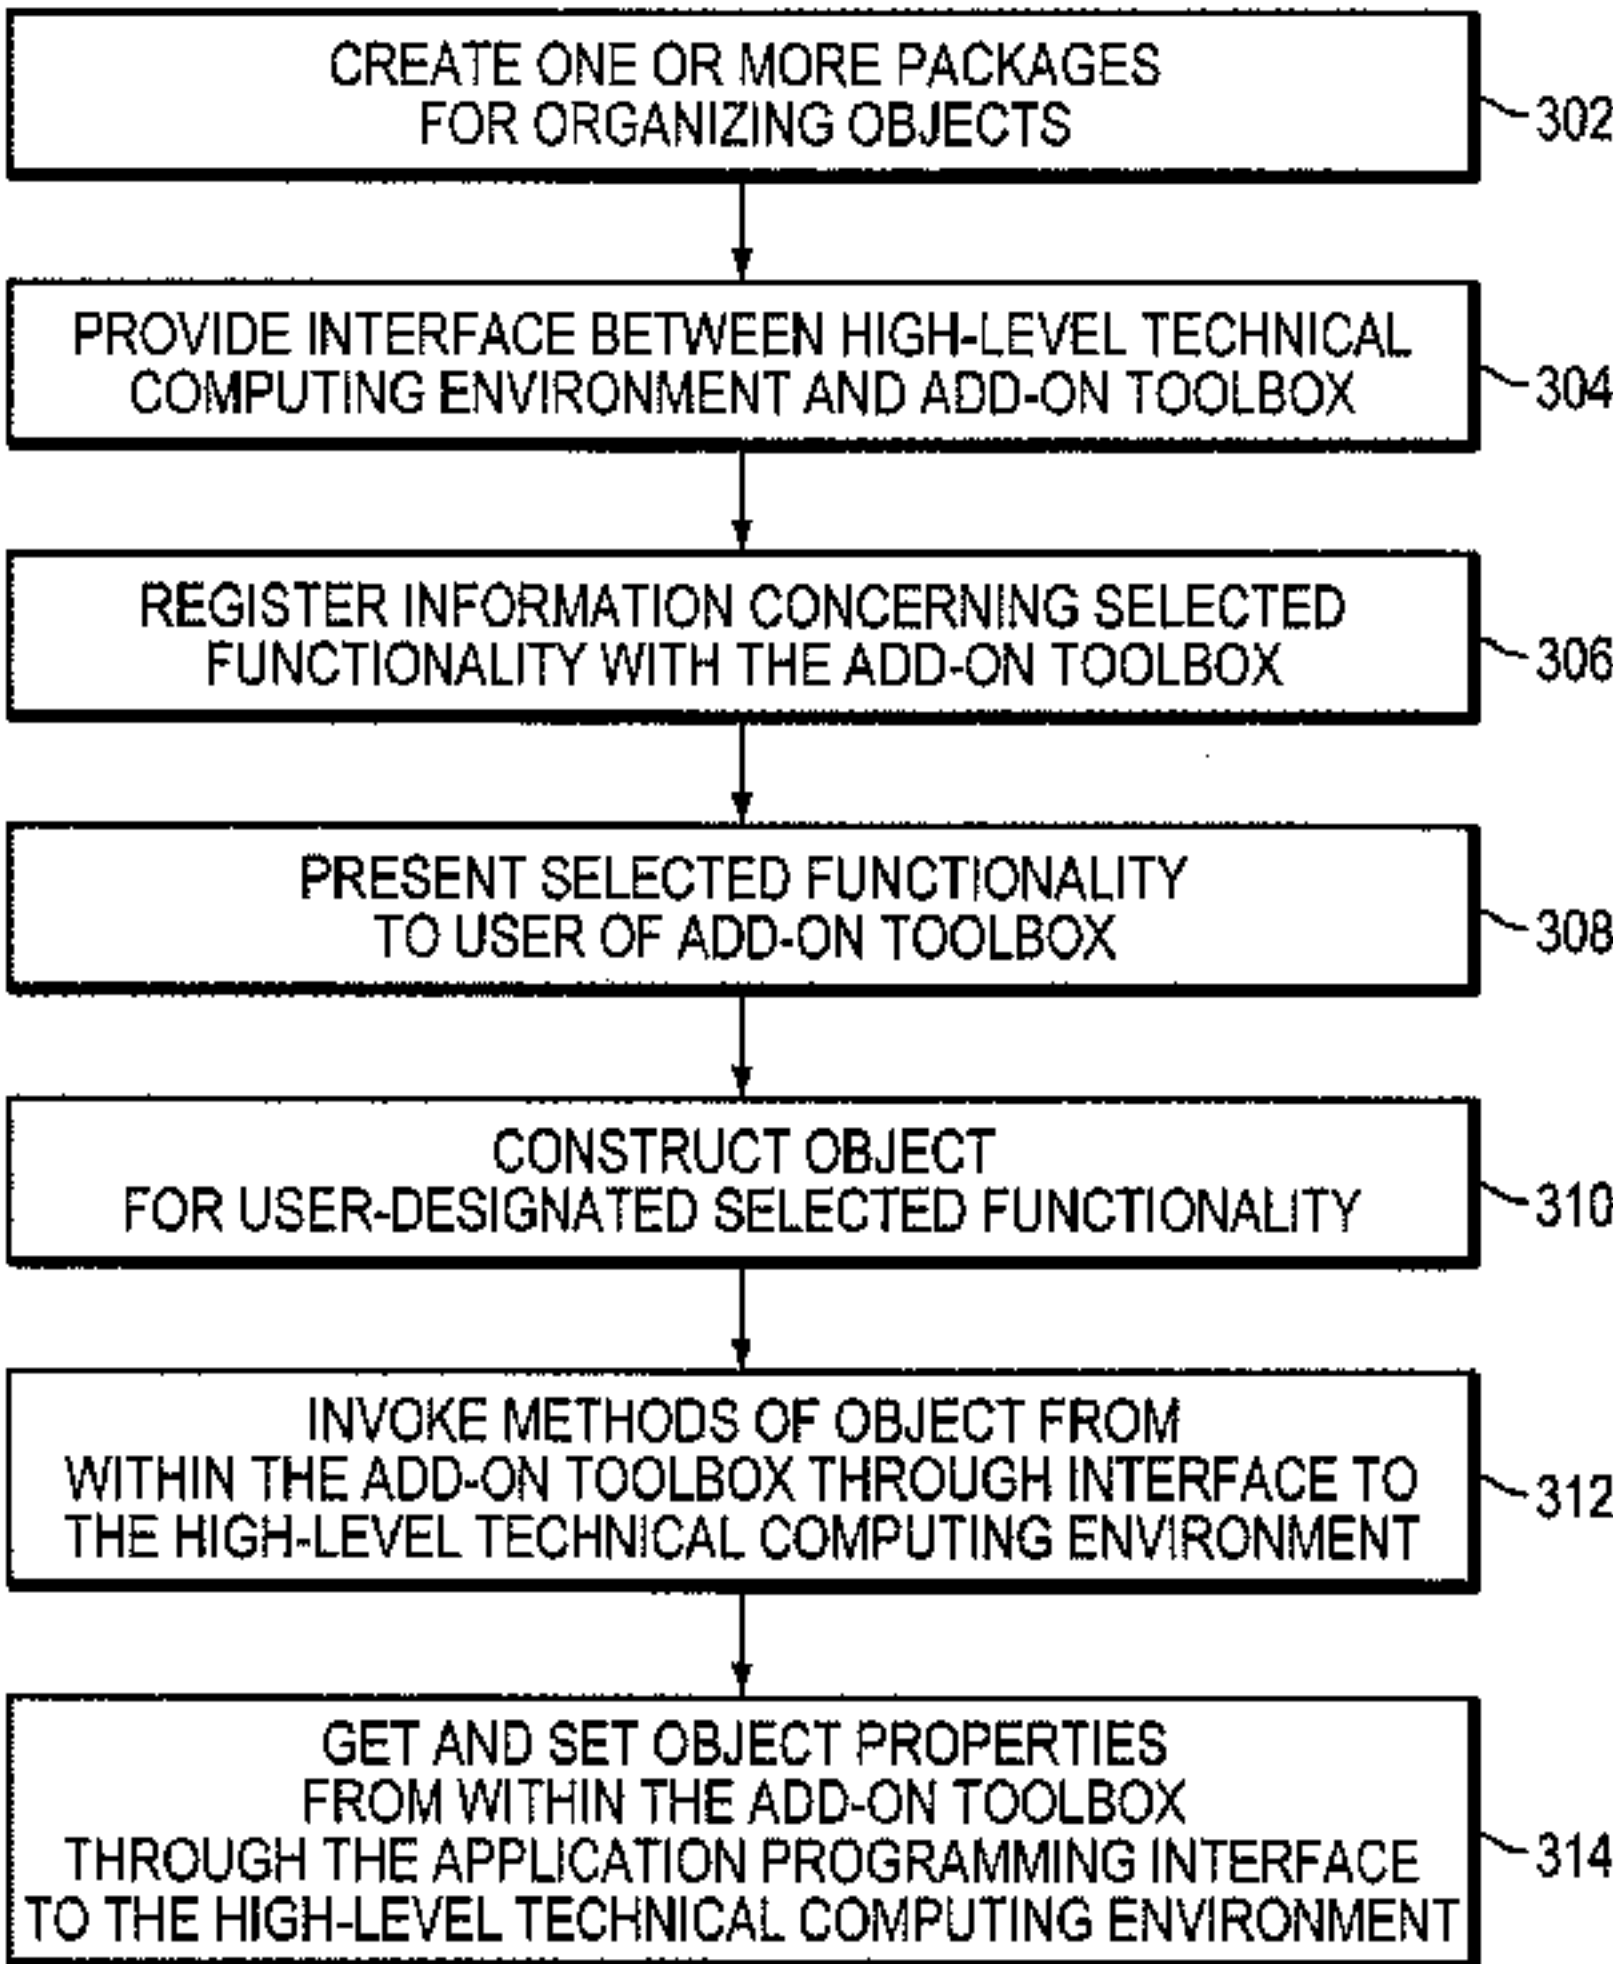 CREATE ONE OR MORE PACKAGES
FOR ORGANIZING OBJECTS
302
PROVIDE INTERFACE BETWEEN HIGH-LEVEL TECHNICAL
COMPUTING ENVIRONMENT AND ADD-ON TOOLBOX
304
REGISTER INFORMATION CONCERNING SELECTED
FUNCTIONALITY WITH THE ADD-ON TOOLBOX
306
PRESENT SELECTED FUNCTIONALITY
TO USER OF ADD-ON TOOLBOX
308
CONSTRUCT OBJECT
FOR USER-DESIGNATED SELECTED FUNCTIONALITY
310
INVOKE METHODS OF OBJECT FROM
WITHIN THE ADD-ON TOOLBOX THROUGH INTERFACE TO
THE HIGH-LEVEL TECHNICAL COMPUTING ENVIRONMENT
312
GET AND SET OBJECT PROPERTIES
FROM WITHIN THE ADD-ON TOOLBOX
THROUGH THE APPLICATION PROGRAMMING INTERFACE
TO THE HIGH-LEVEL TECHNICAL COMPUTING ENVIRONMENT
314